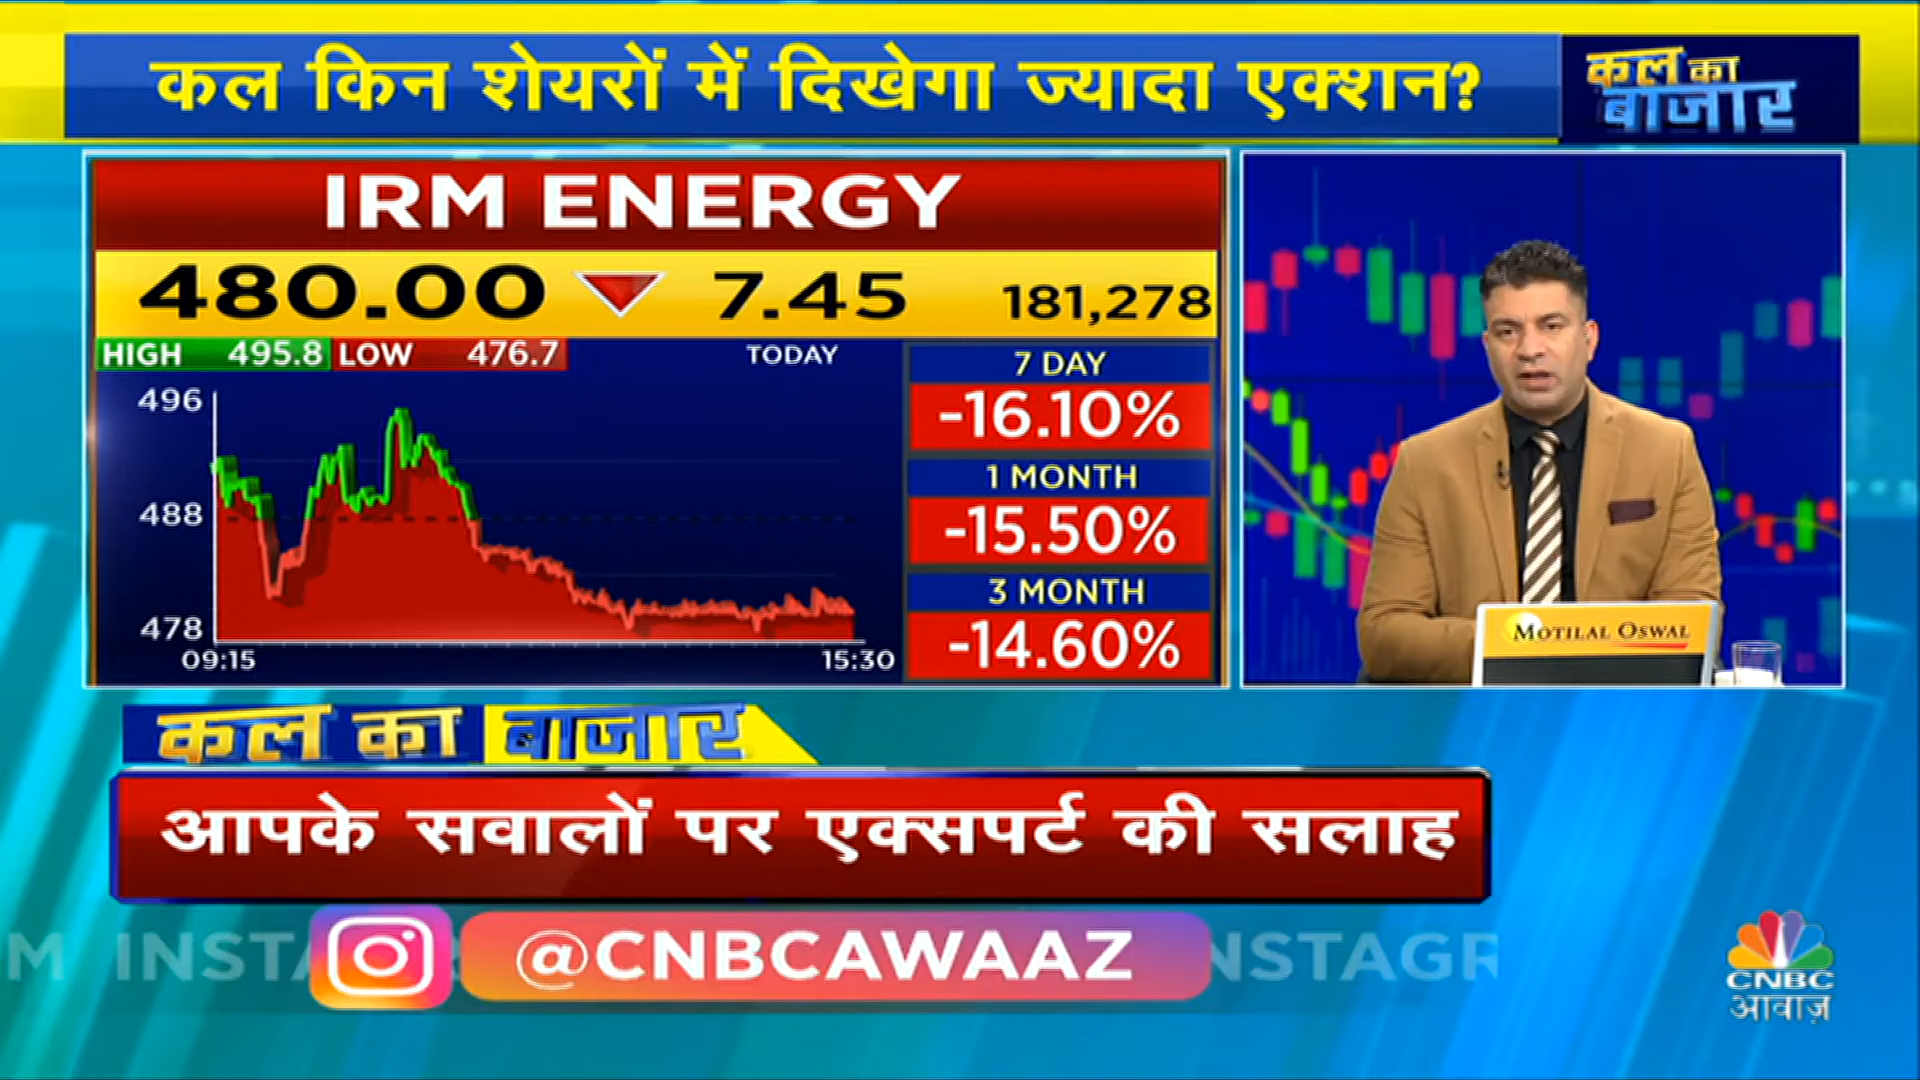 कल किन शेयरों में दिखेगा ज्यादा एक्शन?
कल का
बाजार
IRM ENERGY
480.00 7.45 181,278
HIGH 495.8 LOW 476.7 TODAY
7 DAY
-16.10%
1 MONTH
-15.50%
3 MONTH
-14.60%
496
488
478
09:15 15:30
MOTILAL OSWAL
कल का बाजार
आपके सवालों पर एक्सपर्ट की सलाह
M INSTA @CNBCAWAAZ NSTAGR
CNBC
आवाज़